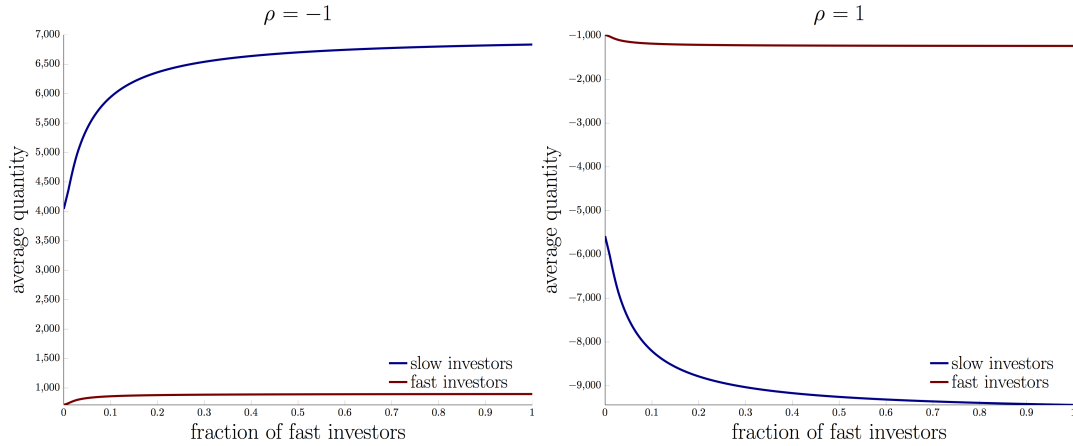 ρ = −1
7,000
6,500
6,000
5,500
5,000
4,500
4,000
3,500
3,000
2,500
2,000
1,500
1,000
average quantity
slow investors
fast investors
0 0.1 0.2 0.3 0.4 0.5 0.6 0.7 0.8 0.9 1
fraction of fast investors
ρ = 1
−1,000
−2,000
−3,000
−4,000
−5,000
−6,000
−7,000
−8,000
−9,000
average quantity
slow investors
fast investors
0 0.1 0.2 0.3 0.4 0.5 0.6 0.7 0.8 0.9 1
fraction of fast investors